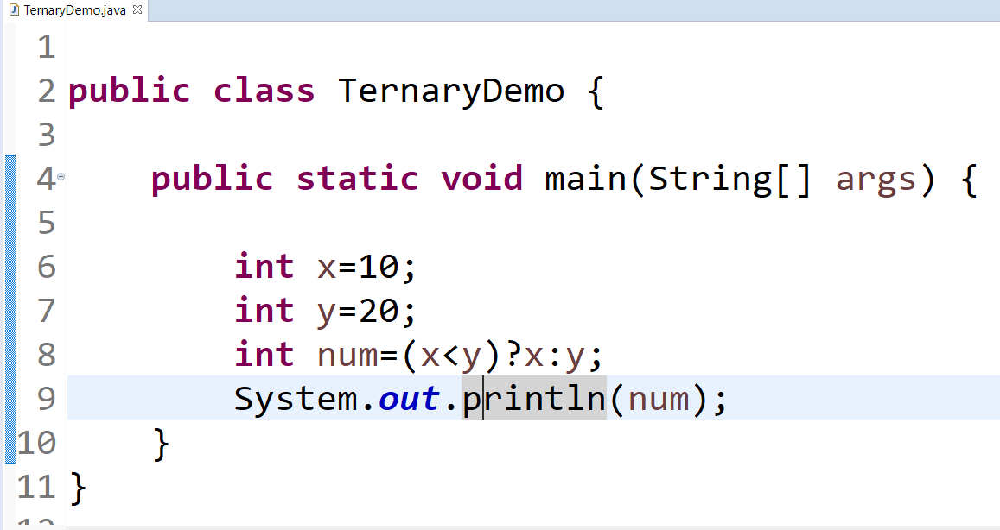 TernaryDemo.java
1
2 public class TernaryDemo {
3
4 public static void main(String[] args) {
5
6 int x=10;
7 int y=20;
8 int num=(x<y)?x:y;
9 System.out.println(num);
10 }
11 }
12